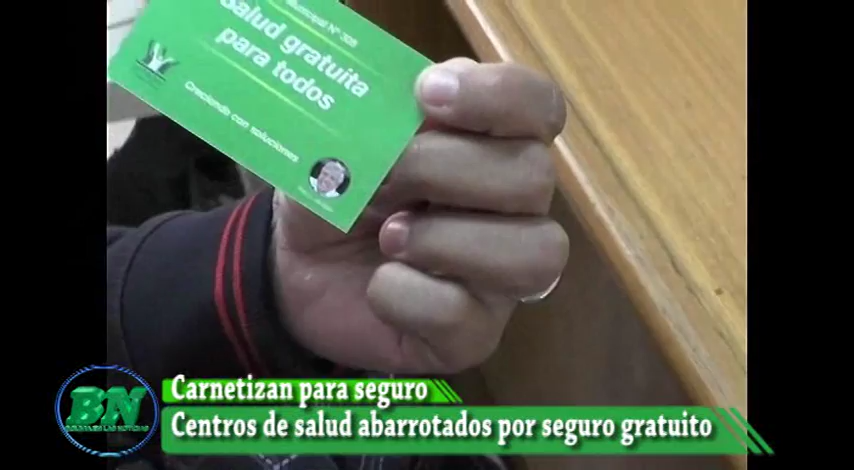 Municipal N° 305
Salud gratuita
para todos
Creciendo con soluciones
BN
Carnetizan para seguro
Centros de salud abarrotados por seguro gratuito